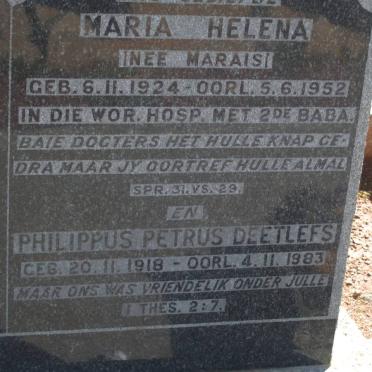 MARIA HELENA
(NEE MARAIS)
GEB. 6.11.1924 - OORL. 5.6.1952
IN DIE WOR. HOSP. MET 2DE BABA.
BAIE DOGTERS HET HULLE KNAP GE-
DRA MAAR JY OORTREF HULLE ALMAL
SPR. 31. VS. 29.
EN
PHILIPPUS PETRUS DEETLEFS
GEB. 20.11.1918 - OORL. 4.11.1983
MAAR ONS WAS VRIENDELIK ONDER JULLE
1 THES. 2:7.